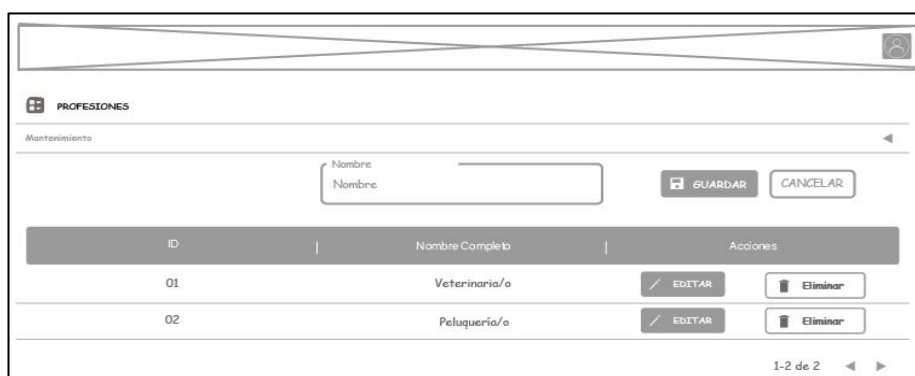 PROFESIONES
Mantenimiento
Nombre
Nombre
GUARDAR CANCELAR
ID | Nombre Completo | Acciones
01 Veterinaria/o EDITAR Eliminar
02 Peluquería/o EDITAR Eliminar
1-2 de 2